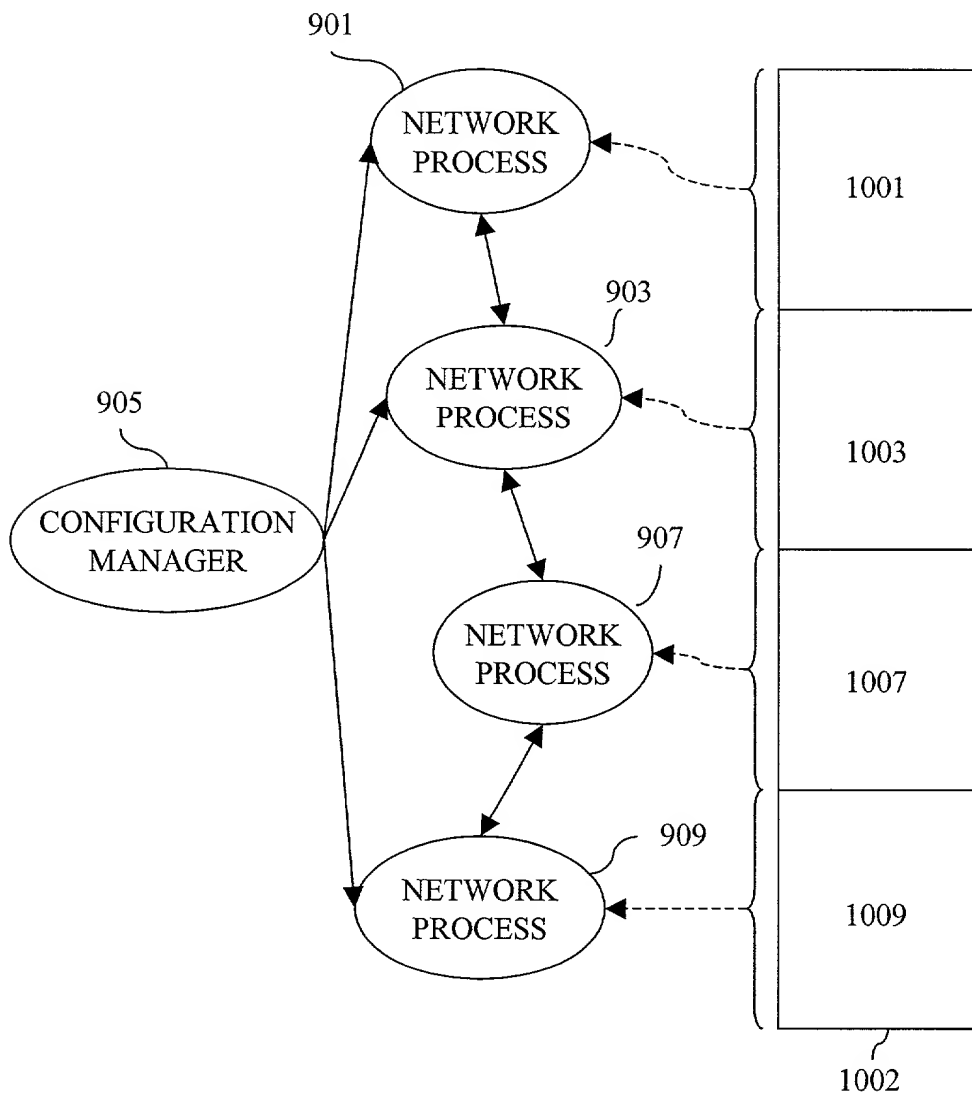 901
NETWORK
PROCESS
1001
903
NETWORK
PROCESS
1003
905
CONFIGURATION
MANAGER
907
NETWORK
PROCESS
1007
909
NETWORK
PROCESS
1009
1002